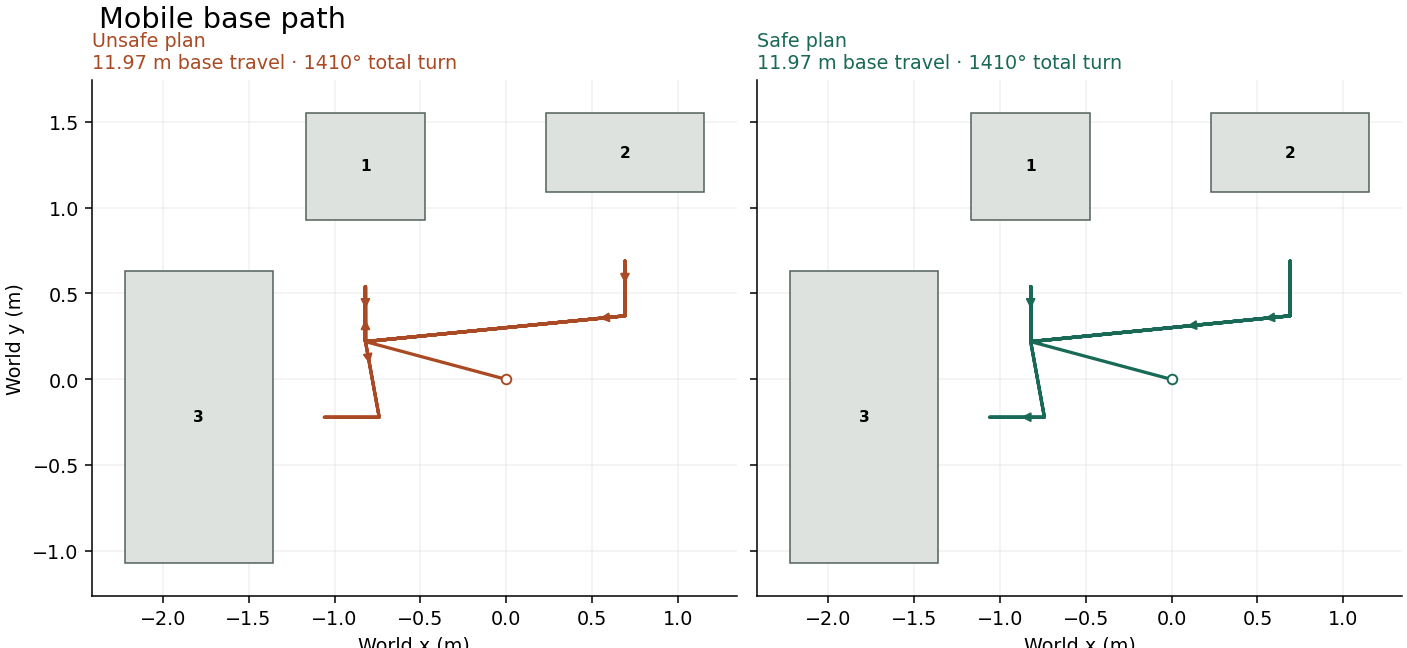 Mobile base path
Unsafe plan
11.97 m base travel · 1410° total turn
Safe plan
11.97 m base travel · 1410° total turn
1
2
3
1
2
3
1.5
1.0
0.5
0.0
−0.5
−1.0
World y (m)
−2.0 −1.5 −1.0 −0.5 0.0 0.5 1.0
−2.0 −1.5 −1.0 −0.5 0.0 0.5 1.0
World x (m)
World x (m)